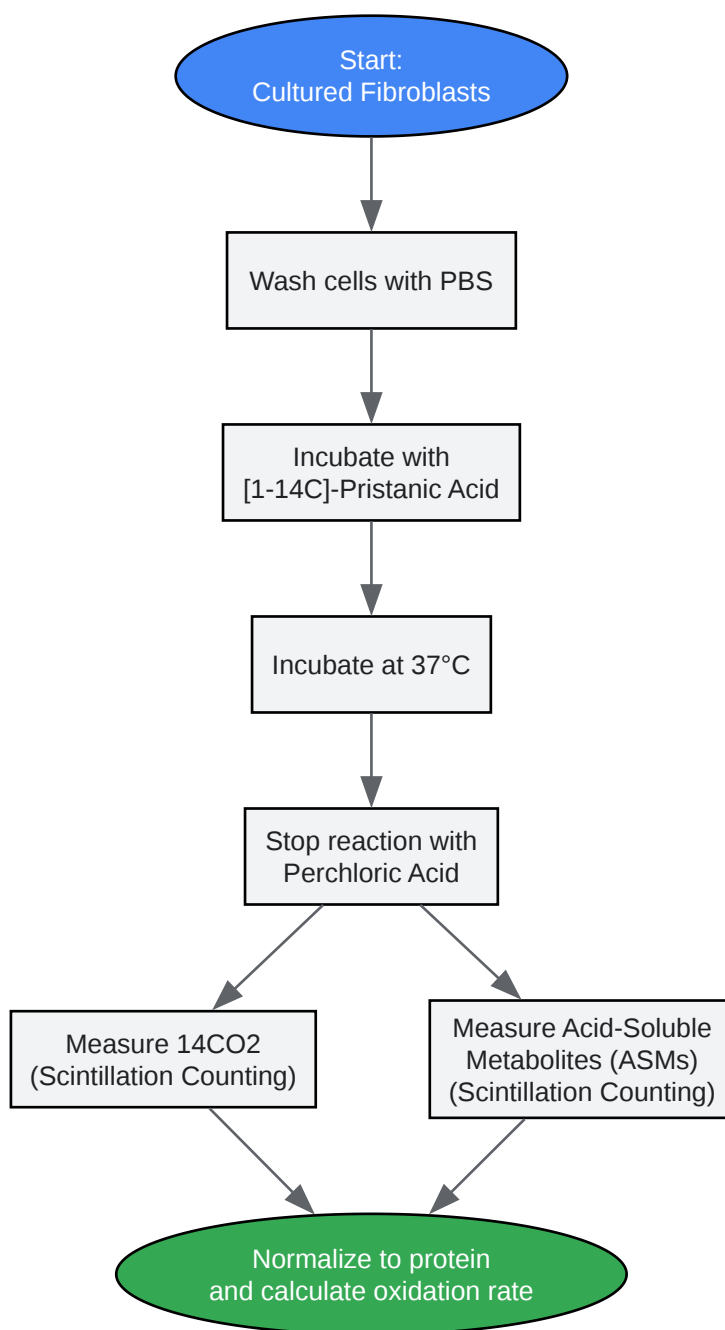 Start:
Cultured Fibroblasts
Wash cells with PBS
Incubate with
[1-14C]-Pristanic Acid
Incubate at 37°C
Stop reaction with
Perchloric Acid
Measure 14CO2
(Scintillation Counting)
Measure Acid-Soluble
Metabolites (ASMs)
(Scintillation Counting)
Normalize to protein
and calculate oxidation rate